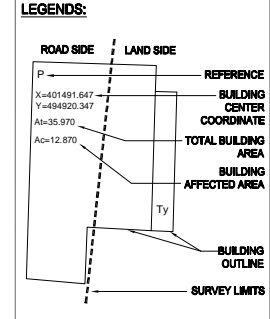 LEGENDS:
ROAD SIDE
LAND SIDE
P
REFERENCE
X=401491.647
Y=494920.347
BUILDING
CENTER
COORDINATE
At=35.970
TOTAL BUILDING
AREA
Ac=12.870
BUILDING
AFFECTED AREA
Ty
BUILDING
OUTLINE
SURVEY LIMITS